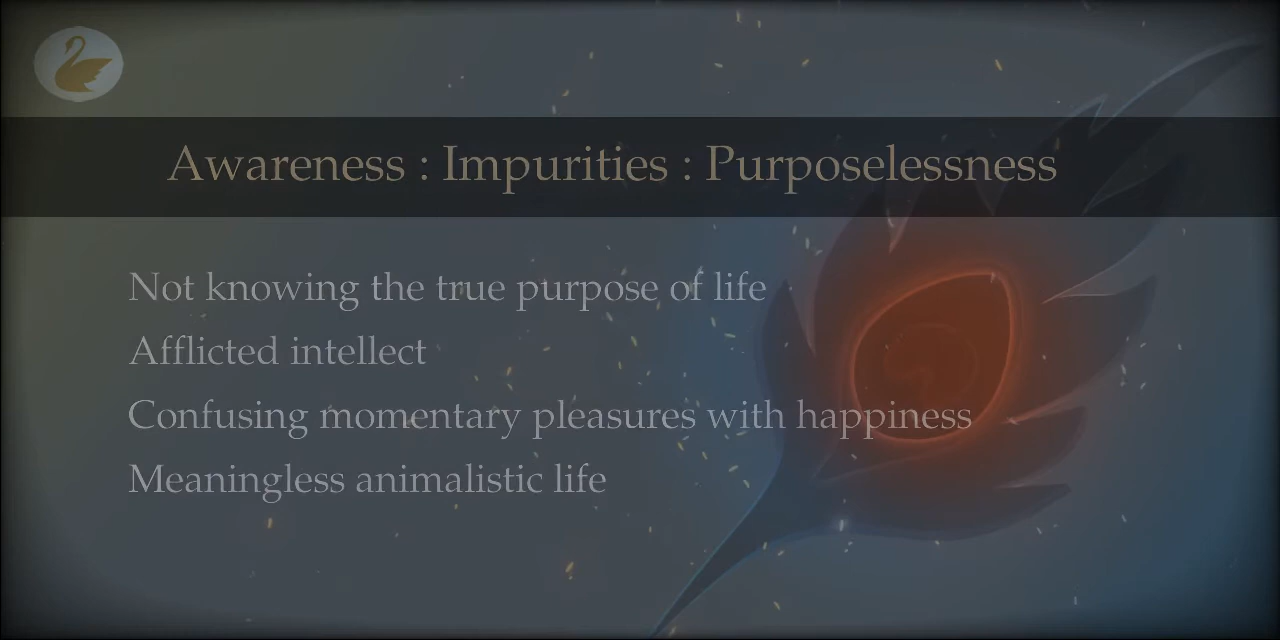 Awareness : Impurities : Purposelessness
Not knowing the true purpose of life
Afflicted intellect
Confusing momentary pleasures with happiness
Meaningless animalistic life